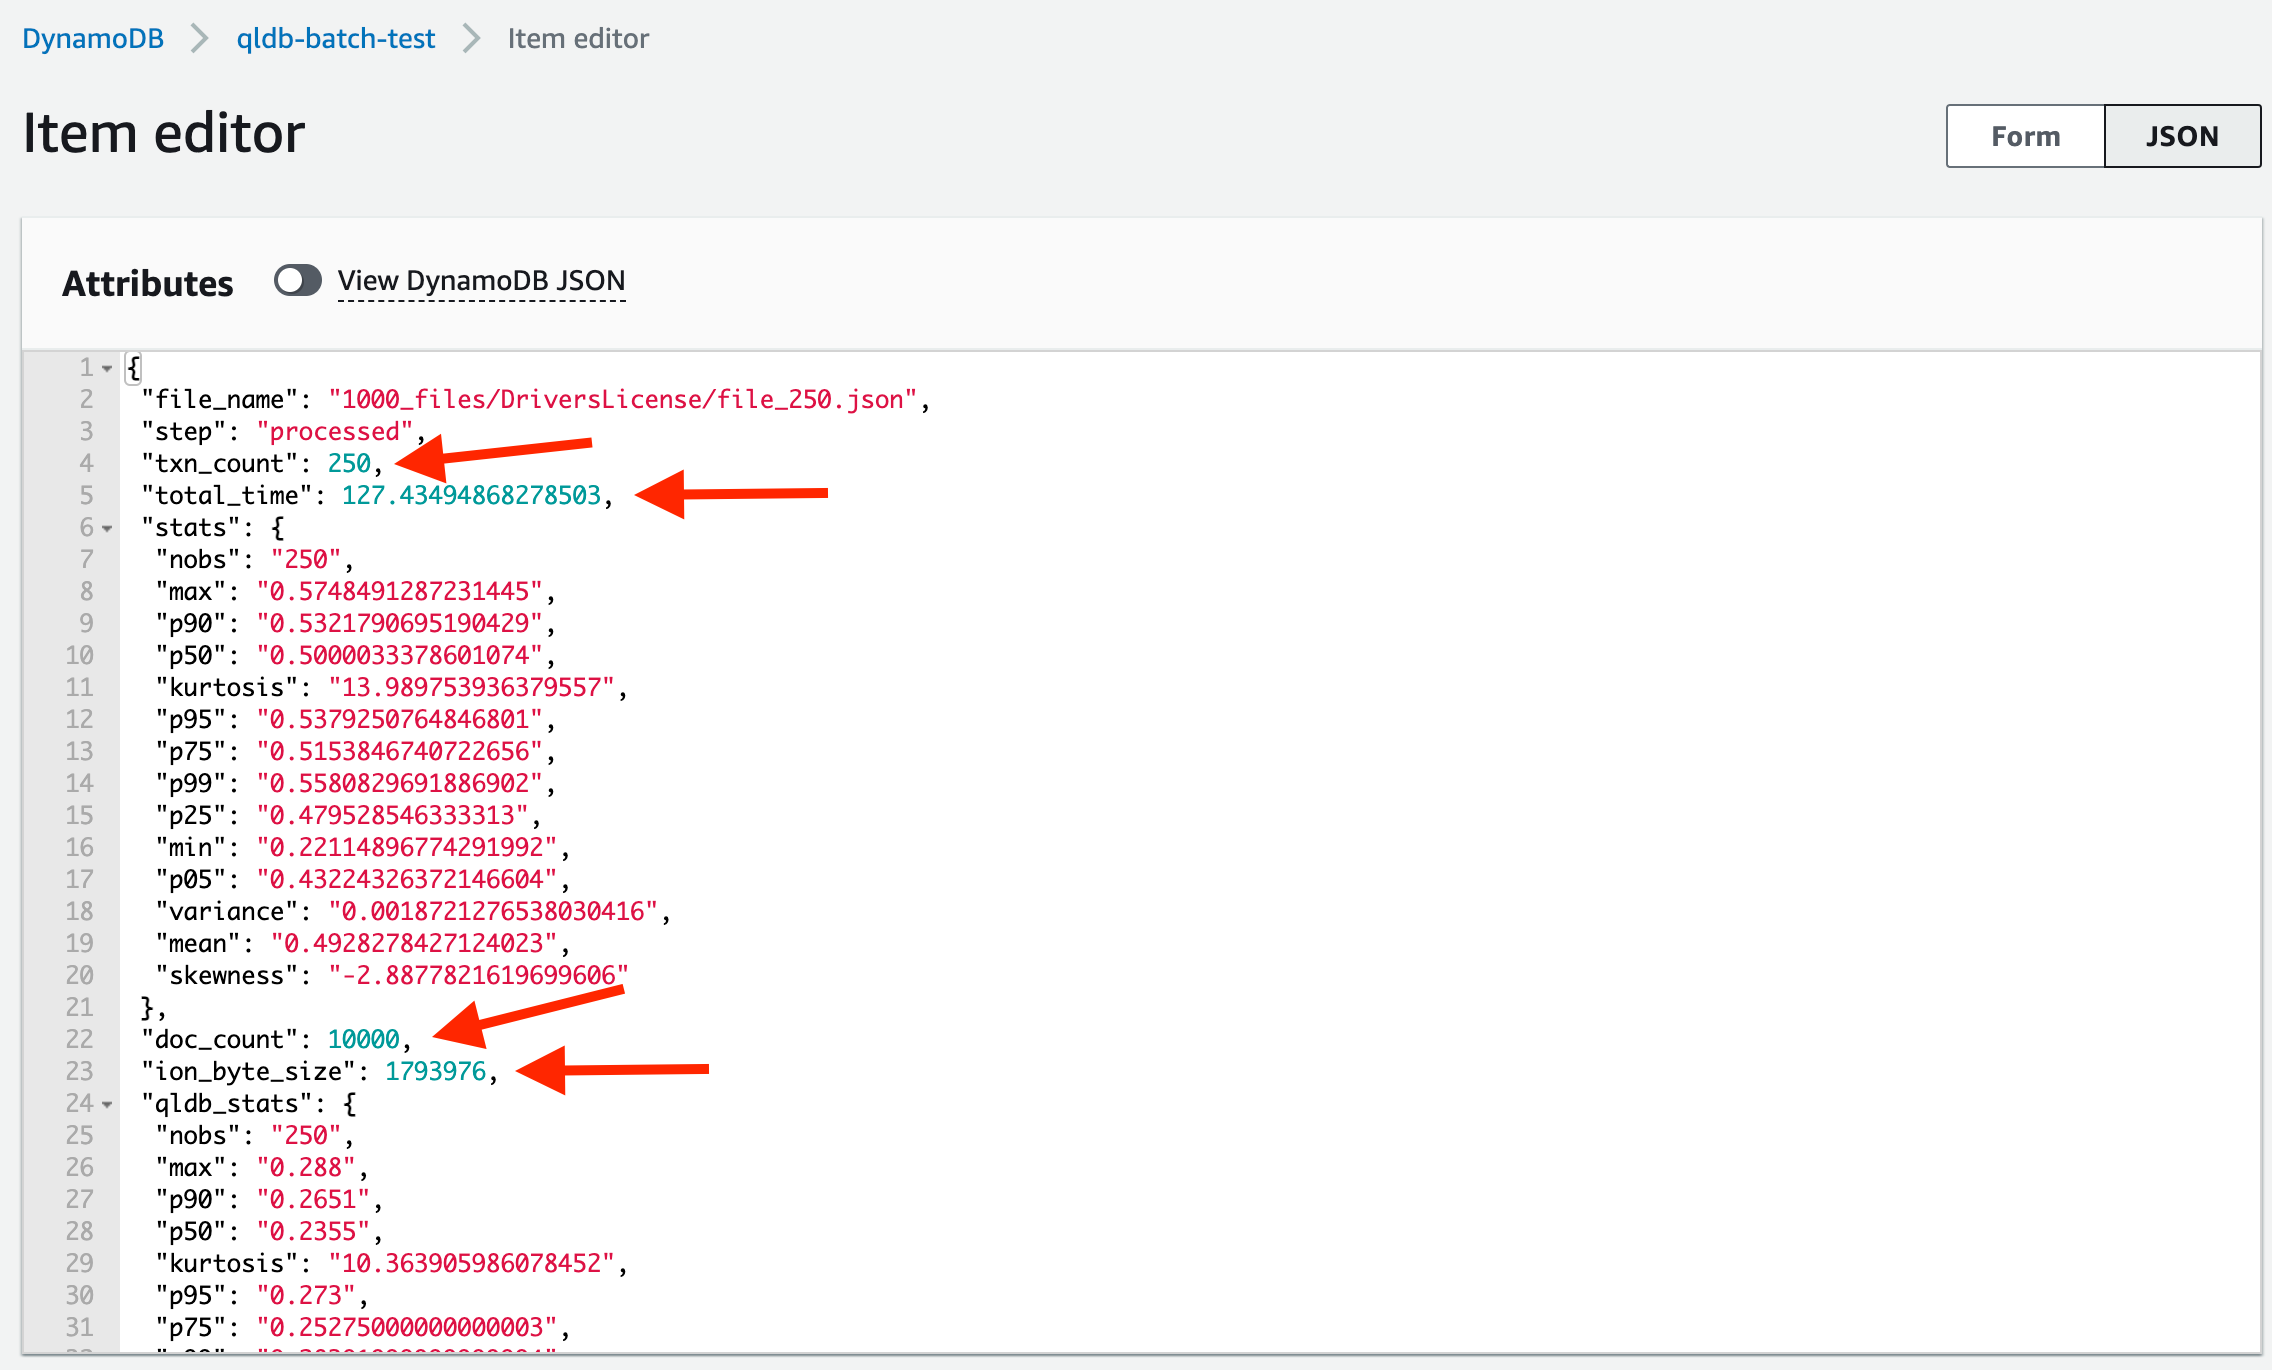 DynamoDB > qldb-batch-test > Item editor
Item editor
Form JSON
Attributes View DynamoDB JSON
1 {
2 "file_name": "1000_files/DriversLicense/file_250.json",
3 "step": "processed",
4 "txn_count": 250,
5 "total_time": 127.43494868278503,
6 "stats": {
7 "nobs": "250",
8 "max": "0.5748491287231445",
9 "p90": "0.5321790695190429",
10 "p50": "0.5000033378601074",
11 "kurtosis": "13.989753936379557",
12 "p95": "0.5379250764846801",
13 "p75": "0.5153846740722656",
14 "p99": "0.5580829691886902",
15 "p25": "0.479528546333313",
16 "min": "0.22114896774291992",
17 "p05": "0.43224326372146604",
18 "variance": "0.0018721276538030416",
19 "mean": "0.4928278427124023",
20 "skewness": "-2.8877821619699606"
21 },
22 "doc_count": 10000,
23 "ion_byte_size": 1793976,
24 "qldb_stats": {
25 "nobs": "250",
26 "max": "0.288",
27 "p90": "0.2651",
28 "p50": "0.2355",
29 "kurtosis": "10.363905986078452",
30 "p95": "0.273",
31 "p75": "0.25275000000000003",